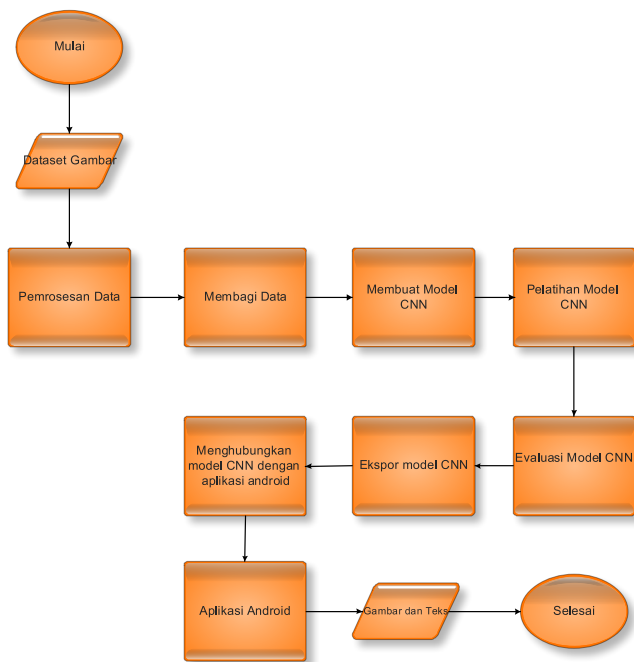 Mulai
Dataset Gambar
Pemrosesan Data
Membagi Data
Membuat Model
CNN
Pelatihan Model
CNN
Evaluasi Model CNN
Ekspor model CNN
Menghubungkan
model CNN dengan
aplikasi android
Aplikasi Android
Gambar dan Teks
Selesai